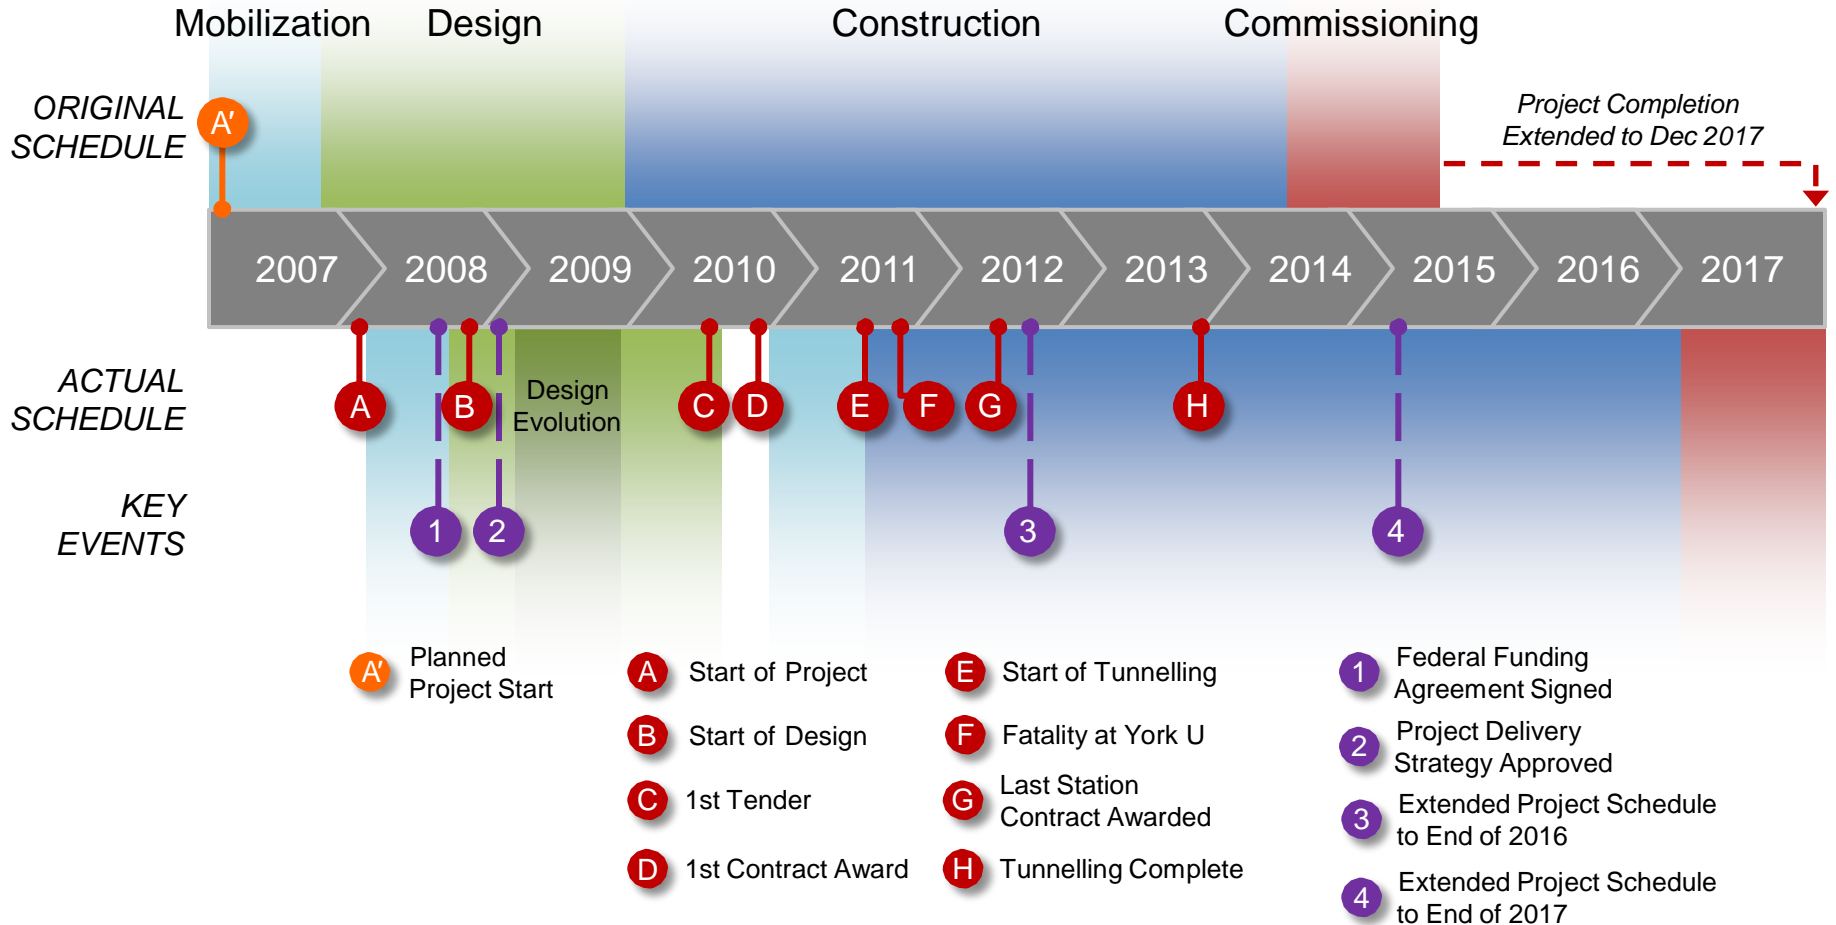 Mobilization
Design
Construction
Commissioning
ORIGINAL
SCHEDULE
A'
Project Completion
Extended to Dec 2017
2007
2008
2009
2010
2011
2012
2013
2014
2015
2016
2017
ACTUAL
SCHEDULE
A
B
Design
Evolution
C
D
E
F
G
H
KEY
EVENTS
1
2
3
4
A'
Planned
Project Start
A
Start of Project
B
Start of Design
C
1st Tender
D
1st Contract Award
E
Start of Tunnelling
F
Fatality at York U
G
Last Station
Contract Awarded
H
Tunnelling Complete
1
Federal Funding
Agreement Signed
2
Project Delivery
Strategy Approved
3
Extended Project Schedule
to End of 2016
4
Extended Project Schedule
to End of 2017